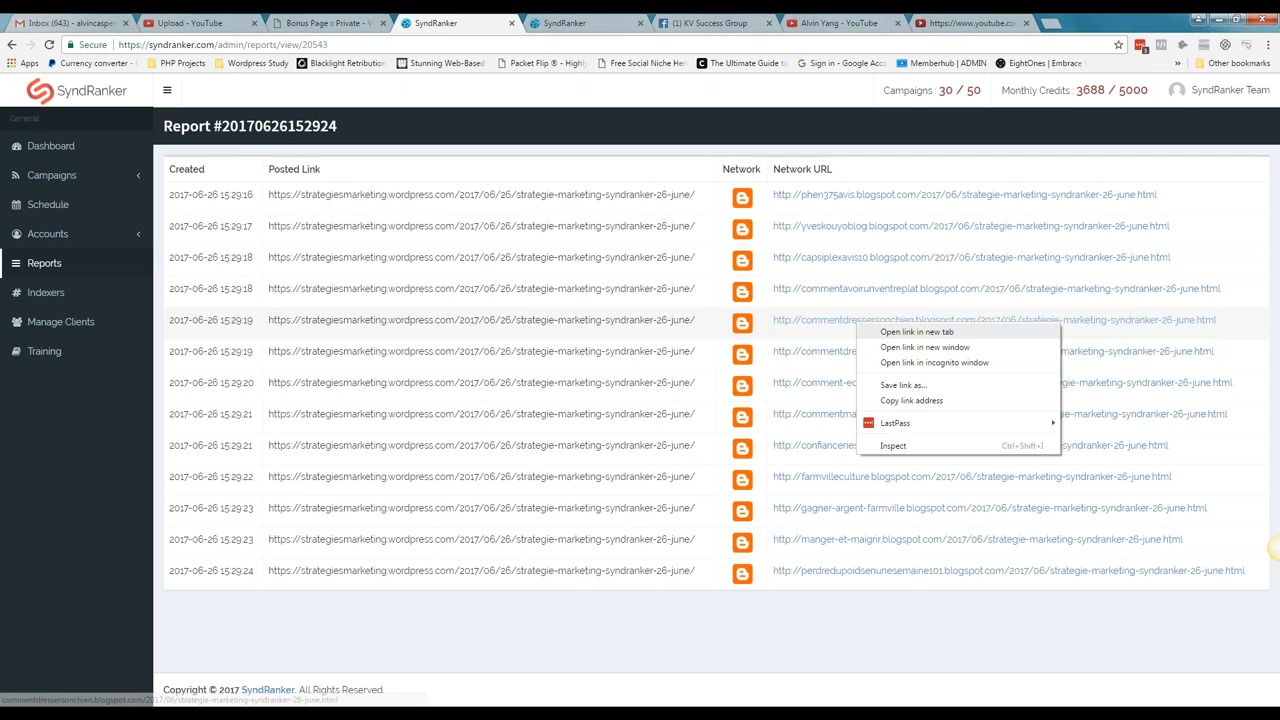 Inbox (643) - alvincasper
Upload - YouTube
Bonus Page :: Private - V
SyndRanker
SyndRanker
(1) KV Success Group
Alvin Yang - YouTube
https://www.youtube.co
Secure
https://syndranker.com/admin/reports/view/20543
Apps
Currency converter -
PHP Projects
Wordpress Study
Blacklight Retribution
Stunning Web-Based
Packet Flip ® - Highly
Free Social Niche Her
The Ultimate Guide to
Sign in - Google Acco
Memberhub | ADMIN
EightOnes | Embrace t
Other bookmarks
SyndRanker
Campaigns : 30 / 50
Monthly Credits : 3688 / 5000
SyndRanker Team
General
Dashboard
Campaigns
Schedule
Accounts
Reports
Indexers
Manage Clients
Training
Report #20170626152924
Created Posted Link Network Network URL
2017-06-26 15:29:16 https://strategiesmarketing.wordpress.com/2017/06/26/strategie-marketing-syndranker-26-june/ http://phen375avis.blogspot.com/2017/06/strategie-marketing-syndranker-26-june.html
2017-06-26 15:29:17 https://strategiesmarketing.wordpress.com/2017/06/26/strategie-marketing-syndranker-26-june/ http://yveskouyoblog.blogspot.com/2017/06/strategie-marketing-syndranker-26-june.html
2017-06-26 15:29:18 https://strategiesmarketing.wordpress.com/2017/06/26/strategie-marketing-syndranker-26-june/ http://capsiplexavis10.blogspot.com/2017/06/strategie-marketing-syndranker-26-june.html
2017-06-26 15:29:18 https://strategiesmarketing.wordpress.com/2017/06/26/strategie-marketing-syndranker-26-june/ http://commentavoirunventreplat.blogspot.com/2017/06/strategie-marketing-syndranker-26-june.html
2017-06-26 15:29:19 https://strategiesmarketing.wordpress.com/2017/06/26/strategie-marketing-syndranker-26-june/ http://commentdressersonchien.blogspot.com/2017/06/strategie-marketing-syndranker-26-june.html
2017-06-26 15:29:19 https://strategiesmarketing.wordpress.com/2017/06/26/strategie-marketing-syndranker-26-june/ http://commentdre gie-marketing-syndranker-26-june.html
2017-06-26 15:29:20 https://strategiesmarketing.wordpress.com/2017/06/26/strategie-marketing-syndranker-26-june/ http://comment-ec egie-marketing-syndranker-26-june.html
2017-06-26 15:29:21 https://strategiesmarketing.wordpress.com/2017/06/26/strategie-marketing-syndranker-26-june/ http://commentma tegie-marketing-syndranker-26-june.html
2017-06-26 15:29:21 https://strategiesmarketing.wordpress.com/2017/06/26/strategie-marketing-syndranker-26-june/ http://confiancenes -marketing-syndranker-26-june.html
2017-06-26 15:29:22 https://strategiesmarketing.wordpress.com/2017/06/26/strategie-marketing-syndranker-26-june/ http://farmvilleculture.blogspot.com/2017/06/strategie-marketing-syndranker-26-june.html
2017-06-26 15:29:23 https://strategiesmarketing.wordpress.com/2017/06/26/strategie-marketing-syndranker-26-june/ http://gagner-argent-farmville.blogspot.com/2017/06/strategie-marketing-syndranker-26-june.html
2017-06-26 15:29:23 https://strategiesmarketing.wordpress.com/2017/06/26/strategie-marketing-syndranker-26-june/ http://manger-et-maigrir.blogspot.com/2017/06/strategie-marketing-syndranker-26-june.html
2017-06-26 15:29:24 https://strategiesmarketing.wordpress.com/2017/06/26/strategie-marketing-syndranker-26-june/ http://perdredupoidsenunesemaine101.blogspot.com/2017/06/strategie-marketing-syndranker-26-june.html
Open link in new tab
Open link in new window
Open link in incognito window
Save link as...
Copy link address
LastPass
Inspect Ctrl+Shift+I
Copyright © 2017 SyndRanker. All Rights Reserved
commentdressersonchien.blogspot.com/2017/06/strategie-marketing-syndranker-26-june.html